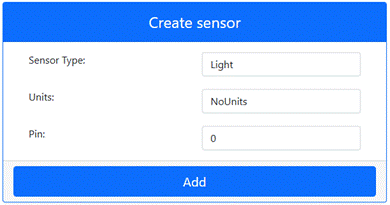 Create sensor
Sensor Type: Light
Units: NoUnits
Pin: 0
Add